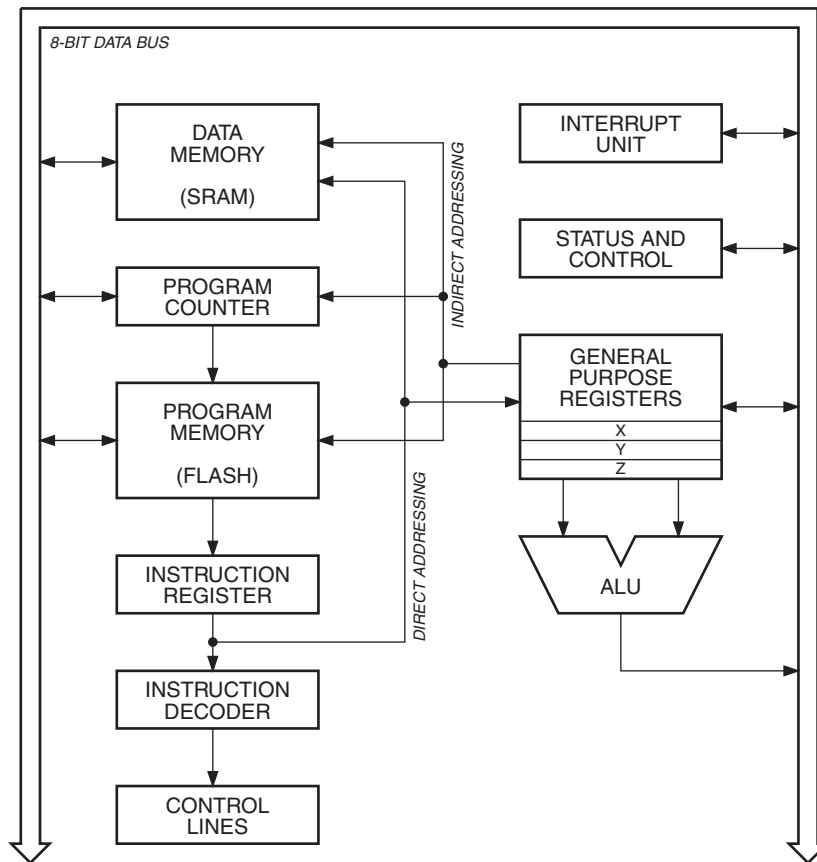 8-BIT DATA BUS
DATA
MEMORY
(SRAM)
INTERRUPT
UNIT
INDIRECT ADDRESSING
STATUS AND
CONTROL
PROGRAM
COUNTER
GENERAL
PURPOSE
REGISTERS
X
Y
Z
PROGRAM
MEMORY
(FLASH)
DIRECT ADDRESSING
INSTRUCTION
REGISTER
ALU
INSTRUCTION
DECODER
CONTROL
LINES